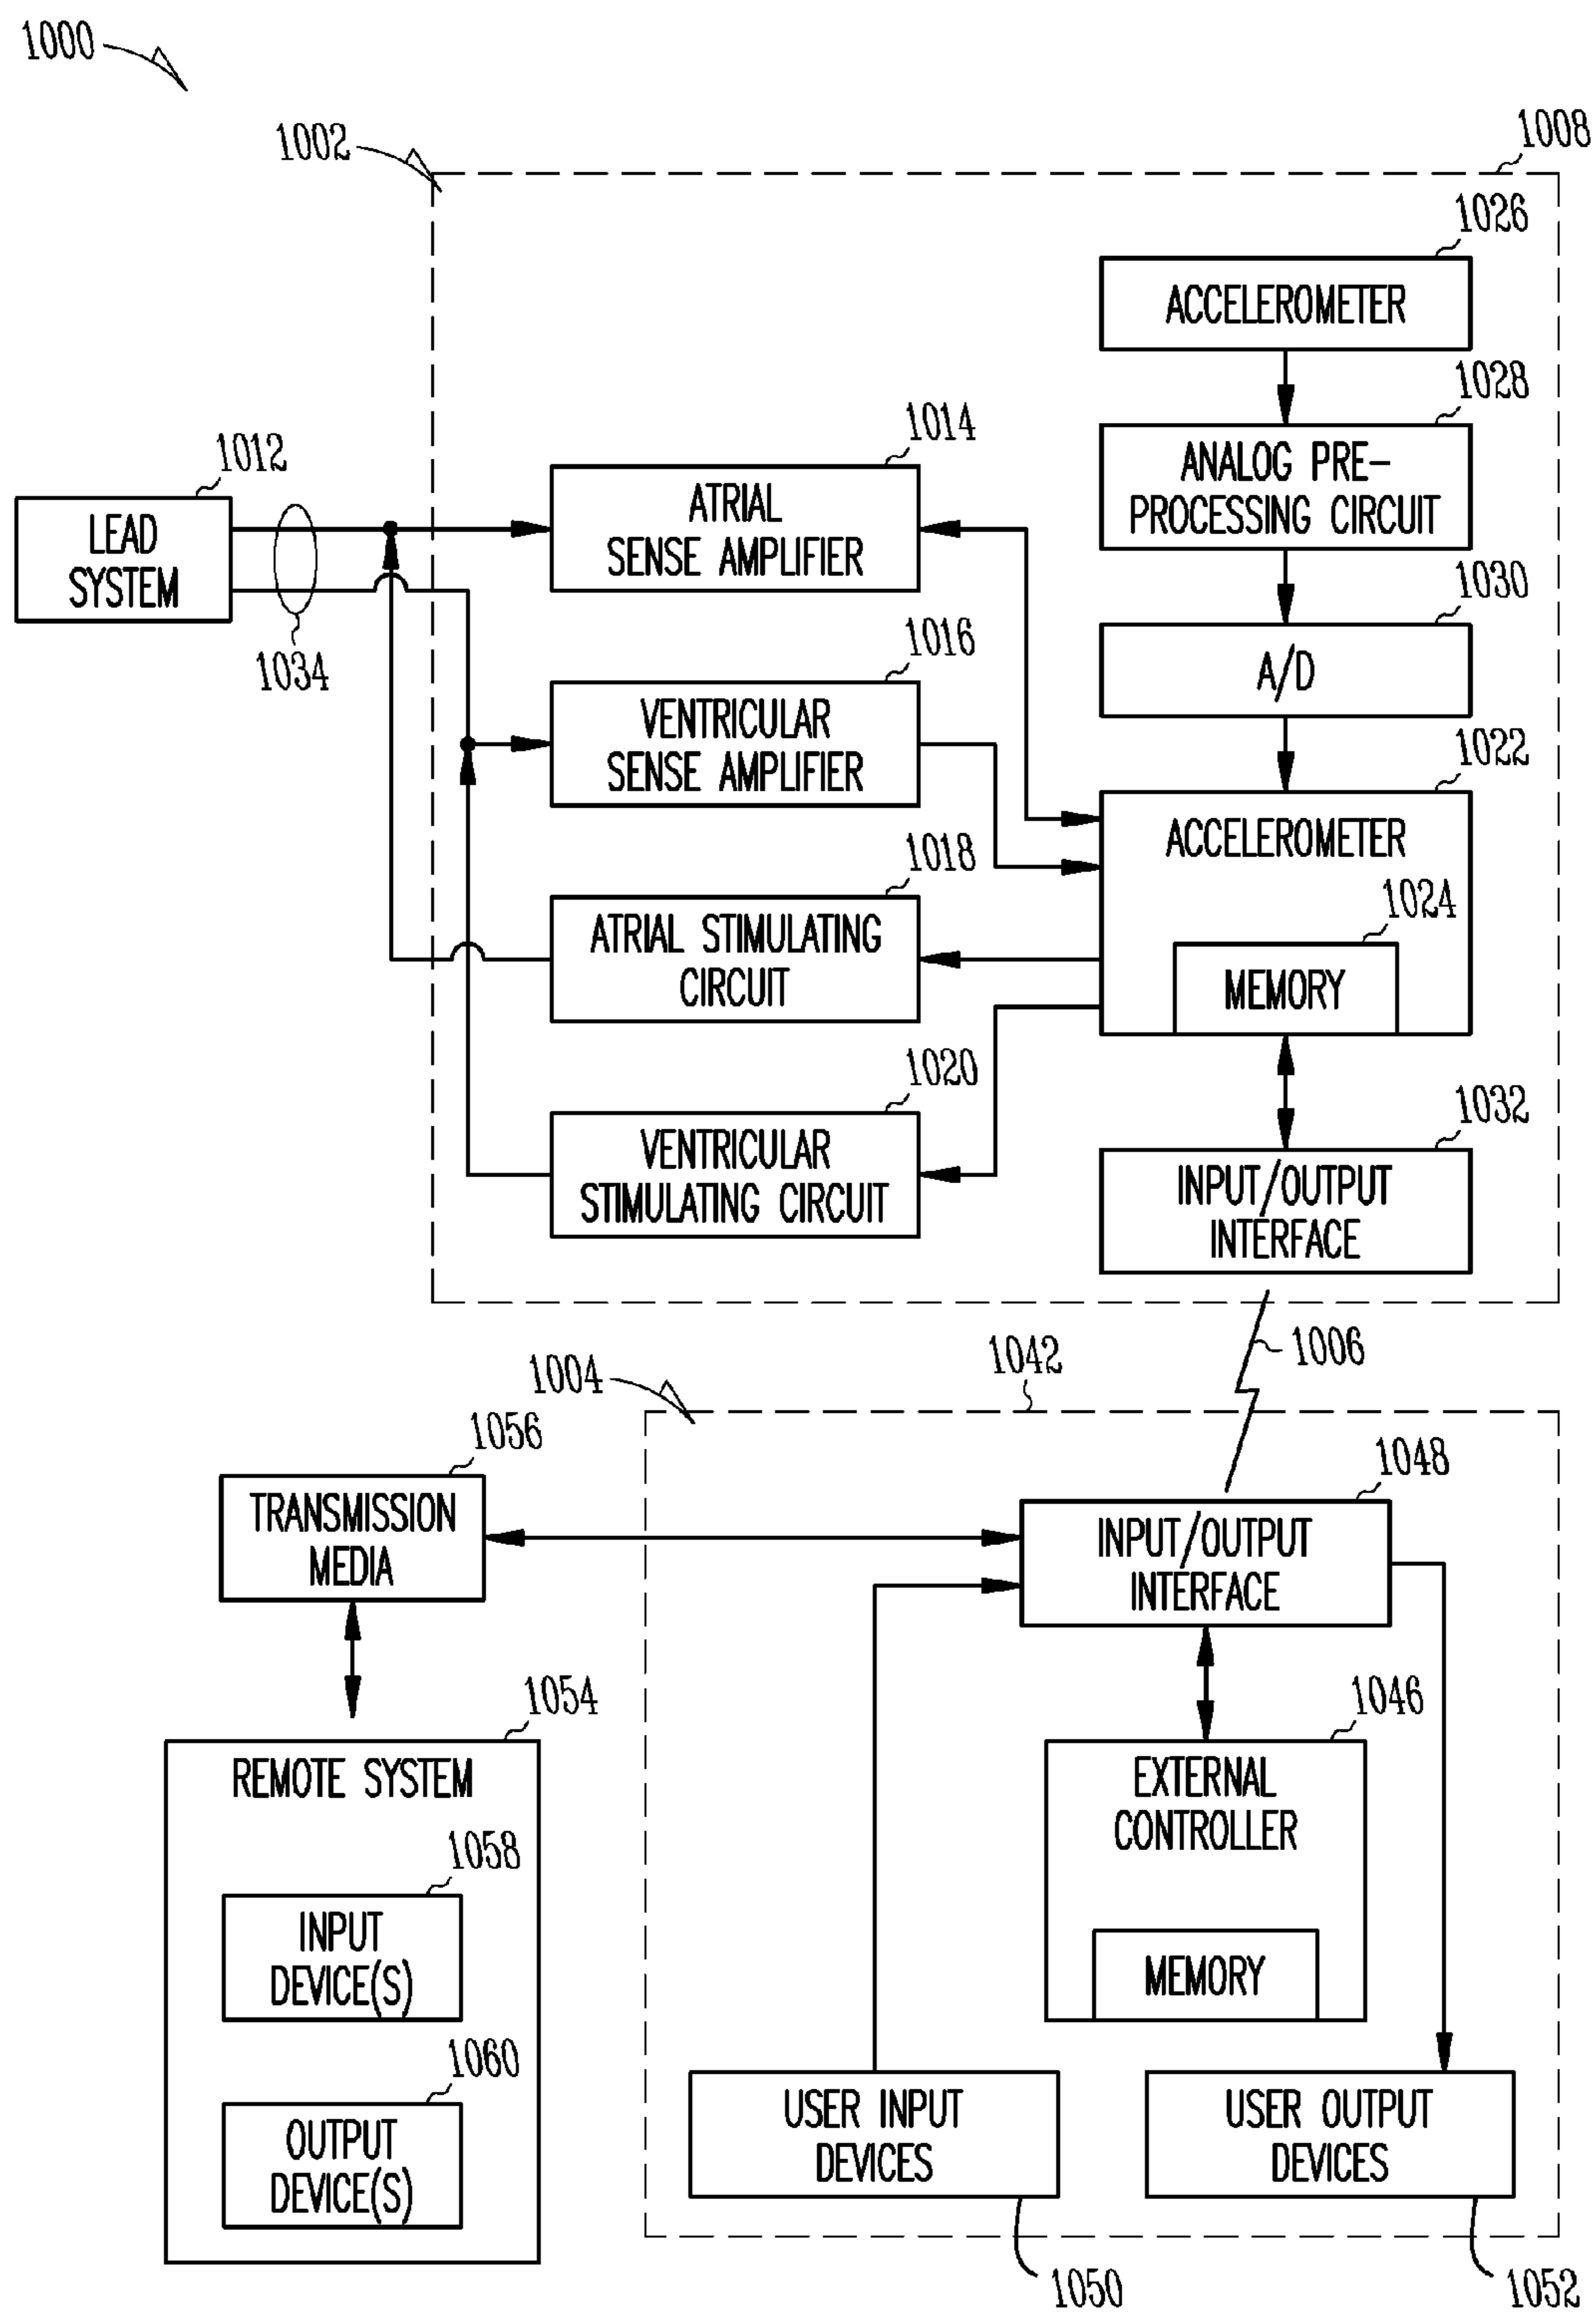 1000
1002
1008
1026
ACCELEROMETER
1028
ANALOG PRE-
PROCESSING CIRCUIT
1014
ATRIAL
SENSE AMPLIFIER
1012
LEAD
SYSTEM
1034
1030
A/D
1016
VENTRICULAR
SENSE AMPLIFIER
1022
ACCELEROMETER
1024
MEMORY
1018
ATRIAL STIMULATING
CIRCUIT
1020
VENTRICULAR
STIMULATING CIRCUIT
1032
INPUT/OUTPUT
INTERFACE
1006
1042
1004
1056
TRANSMISSION
MEDIA
1048
INPUT/OUTPUT
INTERFACE
1054
REMOTE SYSTEM
1046
EXTERNAL
CONTROLLER
MEMORY
1058
INPUT
DEVICE(S)
1060
OUTPUT
DEVICE(S)
USER INPUT
DEVICES
USER OUTPUT
DEVICES
1050
1052